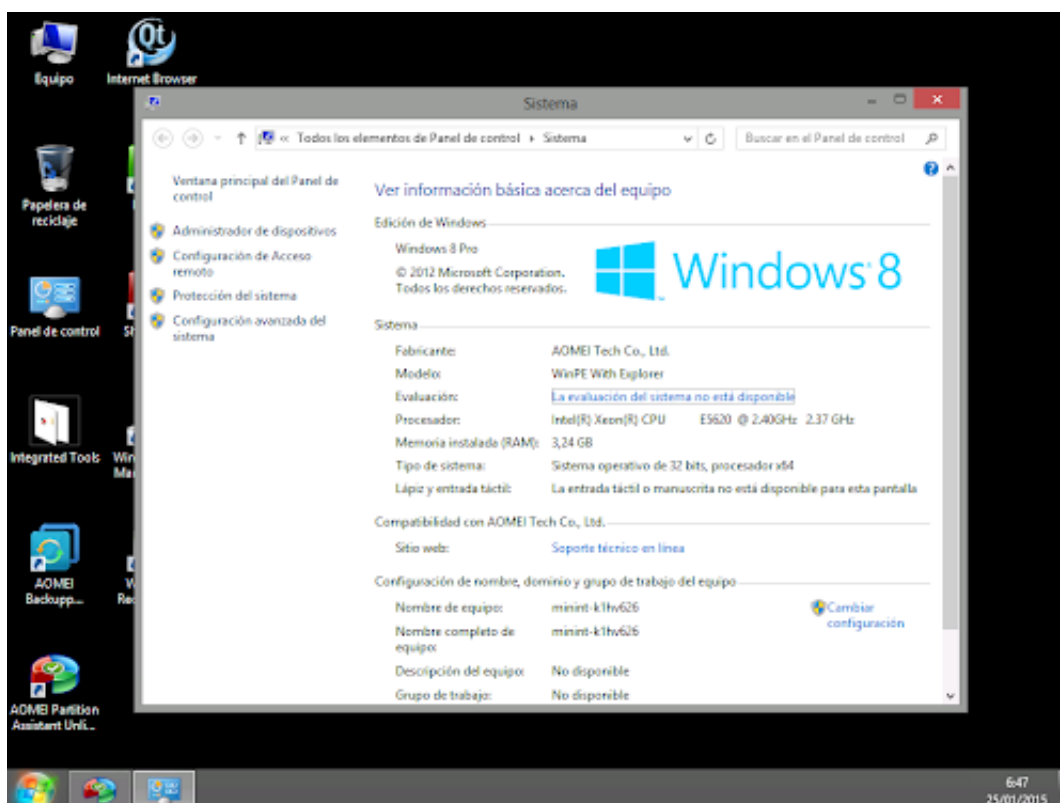 Equipo
Internet Browser
Sistema
Todos los elementos de Panel de control
Sistema
Buscar en el Panel de control
Ventana principal del Panel de
control
Papelera de
reciclaje
Administrador de dispositivos
Configuración de Acceso
remoto
Protección del sistema
Configuración avanzada del
sistema
Panel de control
Integrated Tools
AOMEI
Backupp...
AOMEI Partition
Assistant Unli...
Ver información básica acerca del equipo
Edición de Windows
Windows 8 Pro
© 2012 Microsoft Corporation.
Todos los derechos reservados.
Windows 8
Sistema
Fabricante: AOMEI Tech Co., Ltd.
Modelo: WinPE With Explorer
Evaluación: La evaluación del sistema no está disponible
Procesador: Intel(R) Xeon(R) CPU E5620 @ 2.40GHz 2.37 GHz
Memoria instalada (RAM): 3,24 GB
Tipo de sistema: Sistema operativo de 32 bits, procesador x64
Lápiz y entrada táctil: La entrada táctil o manuscrita no está disponible para esta pantalla
Compatibilidad con AOMEI Tech Co., Ltd.
Sitio web: Soporte técnico en línea
Configuración de nombre, dominio y grupo de trabajo del equipo
Nombre de equipo: minint-k1hv626
Cambiar
configuración
Nombre completo de minint-k1hv626
equipo:
Descripción del equipo: No disponible
Grupo de trabajo: No disponible
6:47
25/01/2015